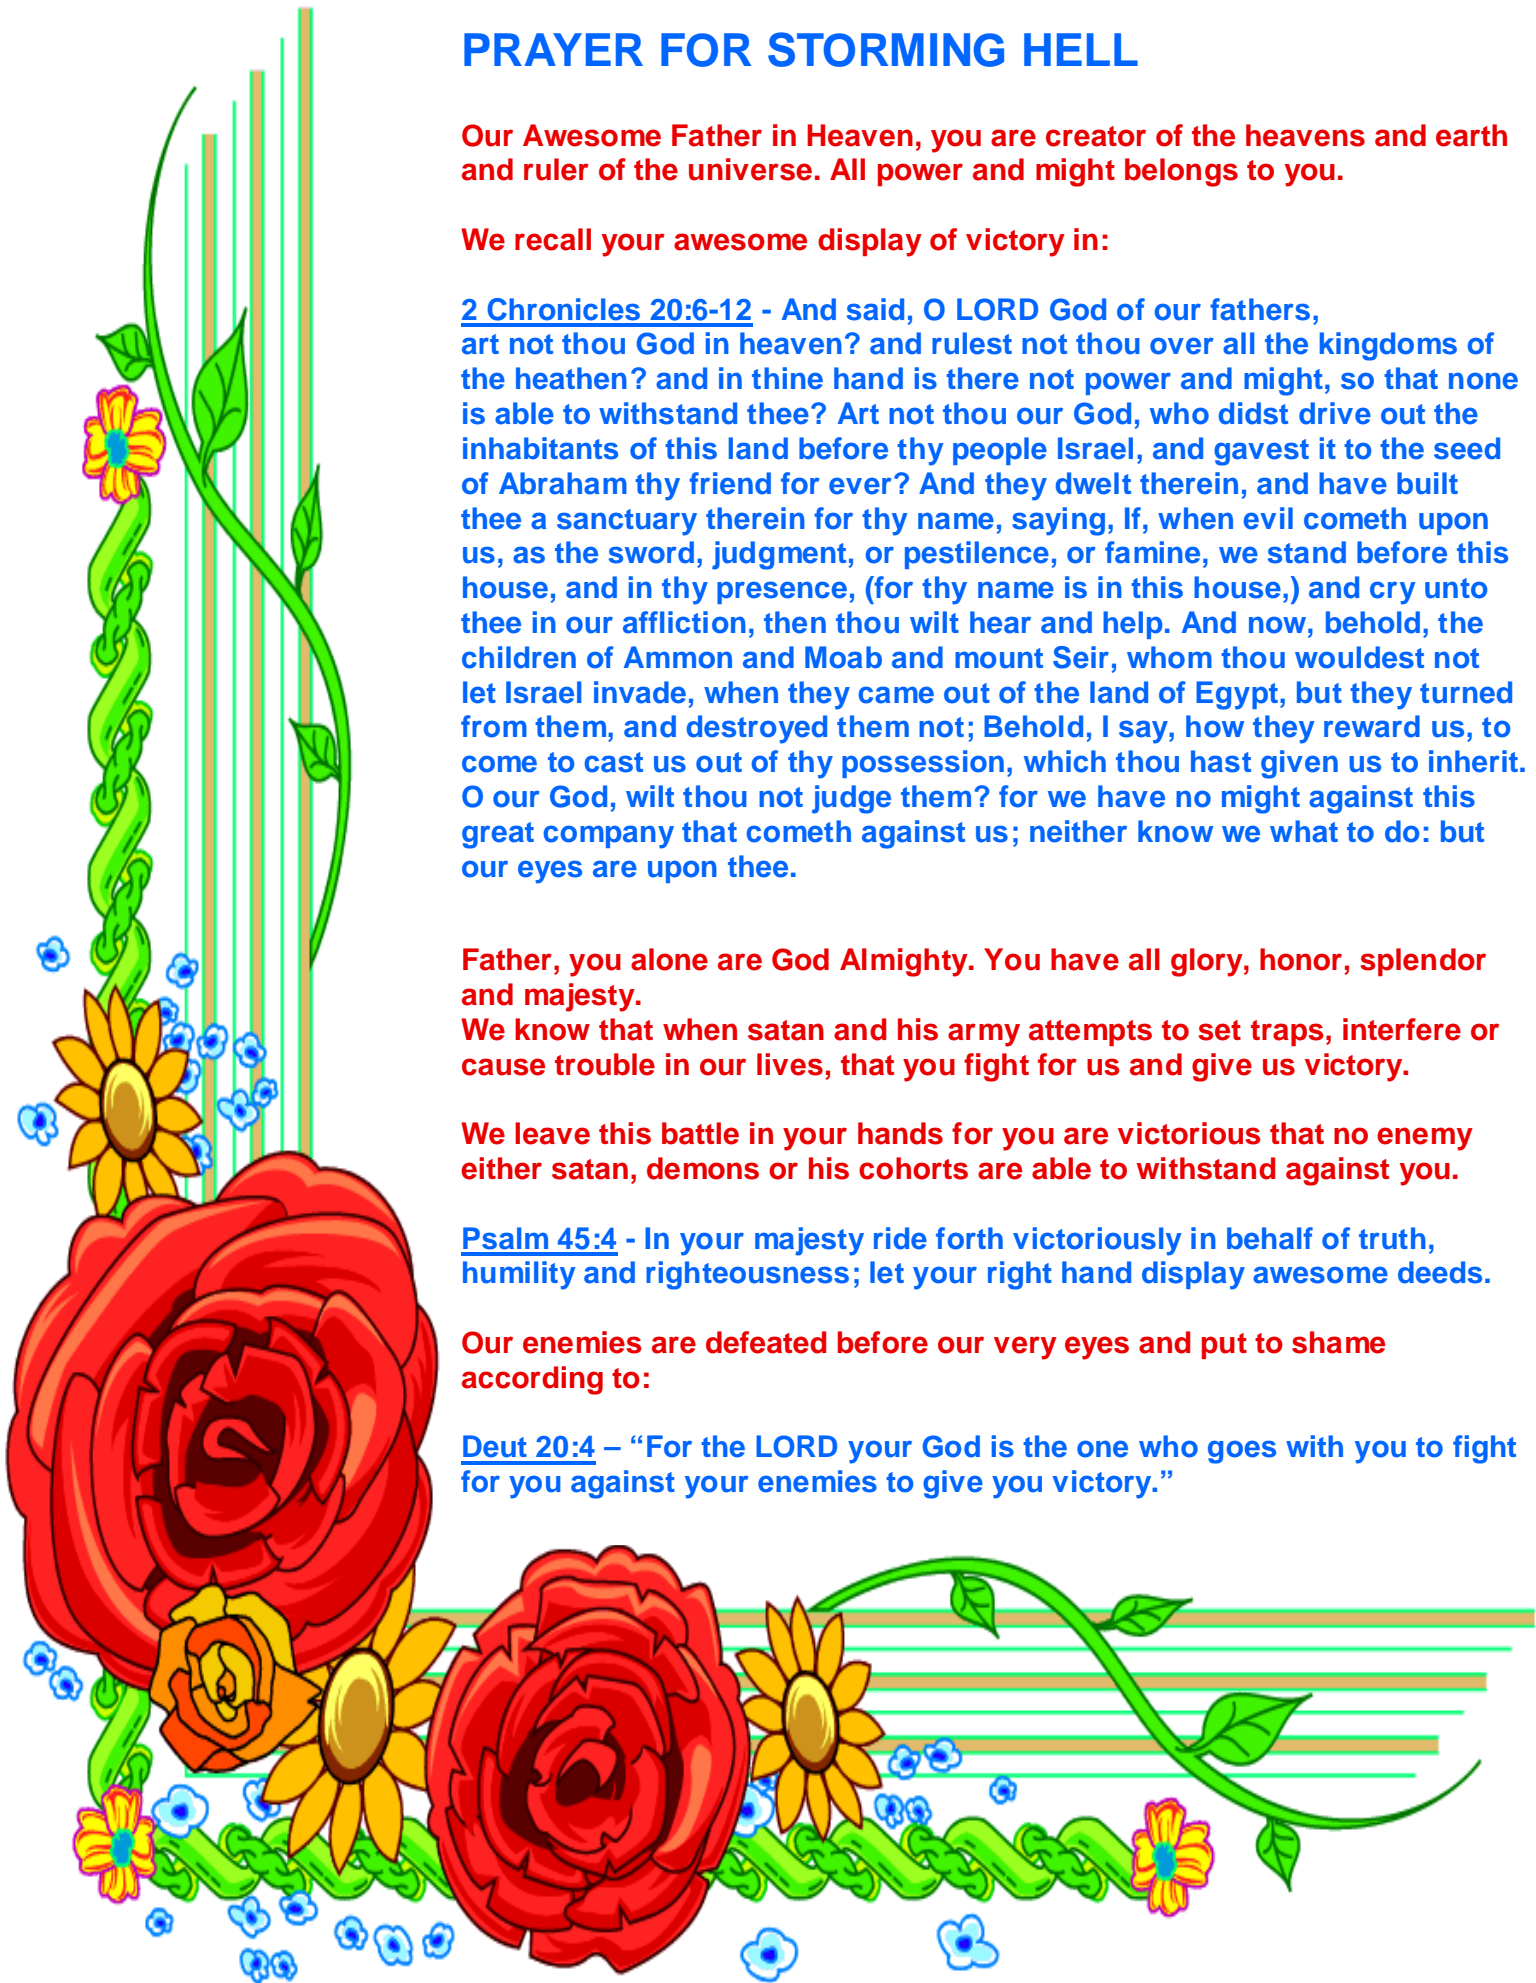 PRAYER FOR STORMING HELL
Our Awesome Father in Heaven, you are creator of the heavens and earth
and ruler of the universe. All power and might belongs to you.
We recall your awesome display of victory in:
2 Chronicles 20:6-12 - And said, O LORD God of our fathers,
art not thou God in heaven? and rulest not thou over all the kingdoms of
the heathen? and in thine hand is there not power and might, so that none
is able to withstand thee? Art not thou our God, who didst drive out the
inhabitants of this land before thy people Israel, and gavest it to the seed
of Abraham thy friend for ever? And they dwelt therein, and have built
thee a sanctuary therein for thy name, saying, If, when evil cometh upon
us, as the sword, judgment, or pestilence, or famine, we stand before this
house, and in thy presence, (for thy name is in this house,) and cry unto
thee in our affliction, then thou wilt hear and help. And now, behold, the
children of Ammon and Moab and mount Seir, whom thou wouldest not
let Israel invade, when they came out of the land of Egypt, but they turned
from them, and destroyed them not; Behold, I say, how they reward us, to
come to cast us out of thy possession, which thou hast given us to inherit.
O our God, wilt thou not judge them? for we have no might against this
great company that cometh against us; neither know we what to do: but
our eyes are upon thee.
Father, you alone are God Almighty. You have all glory, honor, splendor
and majesty.
We know that when satan and his army attempts to set traps, interfere or
cause trouble in our lives, that you fight for us and give us victory.
We leave this battle in your hands for you are victorious that no enemy
either satan, demons or his cohorts are able to withstand against you.
Psalm 45:4 - In your majesty ride forth victoriously in behalf of truth,
humility and righteousness; let your right hand display awesome deeds.
Our enemies are defeated before our very eyes and put to shame
according to:
Deut 20:4 – “For the LORD your God is the one who goes with you to fight
for you against your enemies to give you victory.”